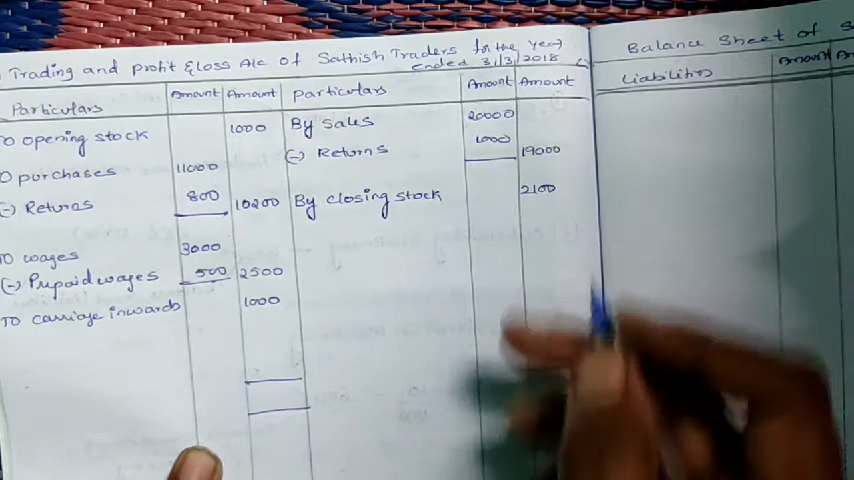 Trading and profit & loss A/c of Sathish Traders for the Year
ended 31/3/2018
Particulars Amount Amount particulars Amount Amount
To opening stock 1000 By sales 20000
(-) Returns 1000 19000
To purchases 11000
(-) Returns 800 10200 By closing stock 2100
To wages 3000
(-) Prepaid wages 500 2500
To carriage inwards 1000
Balance Sheet of
Liabilities Amount